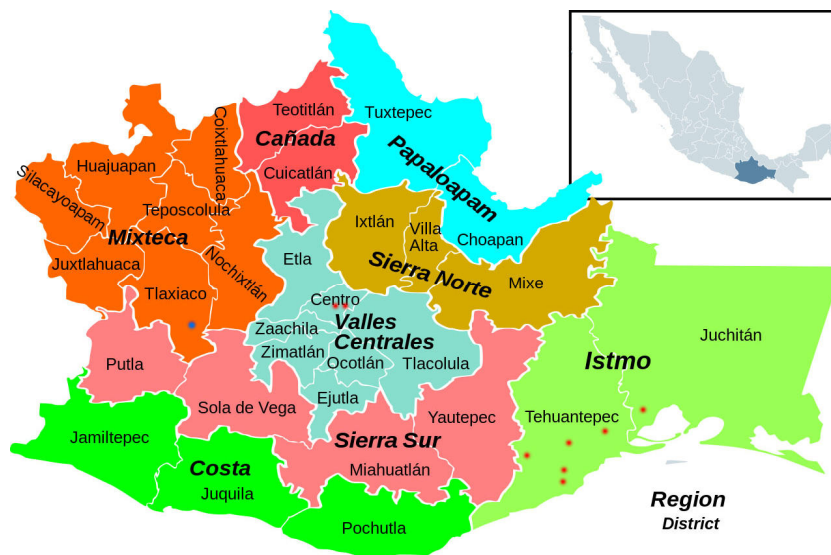 Teotitlán
Cañada
Cuicatlán
Tuxtepec
Papaloapam
Choapan
Coixtlahuaca
Huajuapan
Silacayoapam
Teposcolula
Mixteca
Juxtlahuaca
Nochixtlán
Tlaxiaco
Ixtlán
Villa
Alta
Sierra Norte
Mixe
Etla
Centro
Zaachila
Valles
Centrales
Zimatlán
Ocotlán
Tlacolula
Ejutla
Putla
Sola de Vega
Yautepec
Sierra Sur
Miahuatlán
Juchitán
Istmo
Tehuantepec
Jamiltepec
Costa
Juquila
Pochutla
Region
District